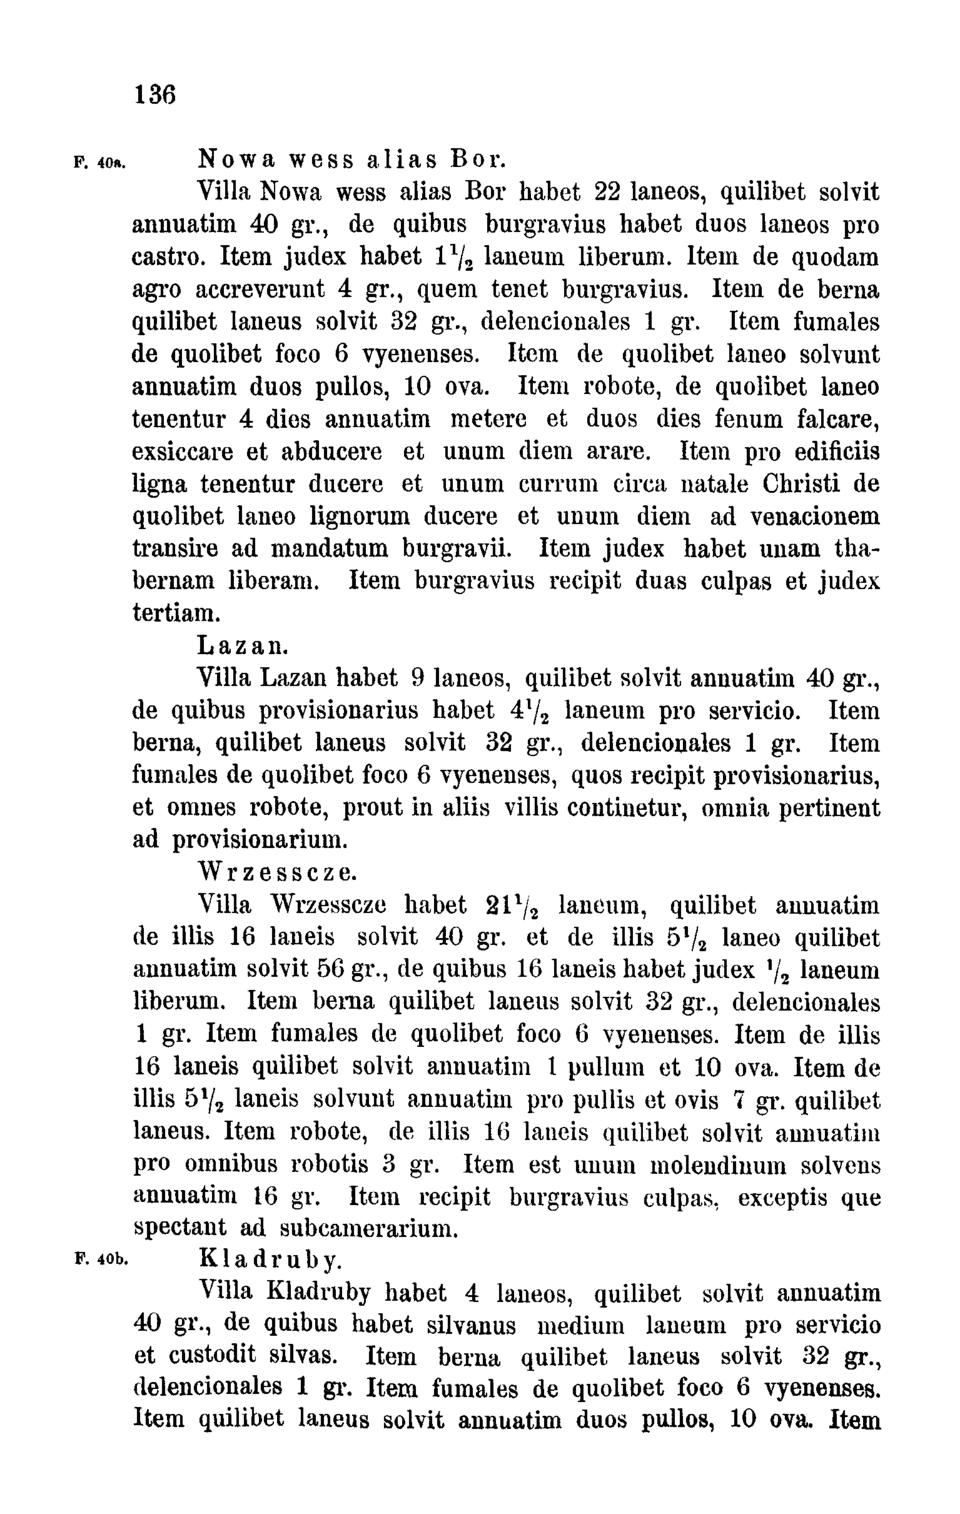 136
F. 40a. Nowa wess alias Bor.
Villa Nowa wess alias Bor habet 22 laneos, quilibet solvit
annuatim 40 gr., de quibus burgravius habet duos laneos pro
castro. Item judex habet 1 1/2 laneum liberum. Item de quodam
agro accreverunt 4 gr., quem tenet burgravius. Item de berna
quilibet laneus solvit 32 gr., delencionales 1 gr. Item fumales
de quolibet foco 6 vyenenses. Item de quolibet laneo solvunt
annuatim duos pullos, 10 ova. Item robote, de quolibet laneo
tenentur 4 dies annuatim metere et duos dies fenum falcare,
exsiccare et abducere et unum diem arare. Item pro edificiis
ligna tenentur ducere et unum currum circa natale Christi de
quolibet laneo lignorum ducere et unum diem ad venacionem
transire ad mandatum burgravii. Item judex habet unam tha-
bernam liberam. Item burgravius recipit duas culpas et judex
tertiam.
Lazan.
Villa Lazan habet 9 laneos, quilibet solvit annuatim 40 gr.,
de quibus provisionarius habet 4 1/2 laneum pro servicio. Item
berna, quilibet laneus solvit 32 gr., delencionales 1 gr. Item
fumales de quolibet foco 6 vyenenses, quos recipit provisionarius,
et omnes robote, prout in aliis villis continetur, omnia pertinent
ad provisionarium.
Wrzesscze.
Villa Wrzesscze habet 21 1/2 laneum, quilibet annuatim
de illis 16 laneis solvit 40 gr. et de illis 5 1/2 laneo quilibet
annuatim solvit 56 gr., de quibus 16 laneis habet judex 1/2 laneum
liberum. Item berna quilibet laneus solvit 32 gr., delencionales
1 gr. Item fumales de quolibet foco 6 vyenenses. Item de illis
16 laneis quilibet solvit annuatim 1 pullum et 10 ova. Item de
illis 5 1/2 laneis solvunt annuatim pro pullis et ovis 7 gr. quilibet
laneus. Item robote, de illis 16 laneis quilibet solvit annuatim
pro omnibus robotis 3 gr. Item est unum molendinum solvens
annuatim 16 gr. Item recipit burgravius culpas, exceptis que
spectant ad subcamerarium.
F. 40b. Kladruby.
Villa Kladruby habet 4 laneos, quilibet solvit annuatim
40 gr., de quibus habet silvanus medium laneum pro servicio
et custodit silvas. Item berna quilibet laneus solvit 32 gr.,
delencionales 1 gr. Item fumales de quolibet foco 6 vyenenses.
Item quilibet laneus solvit annuatim duos pullos, 10 ova. Item